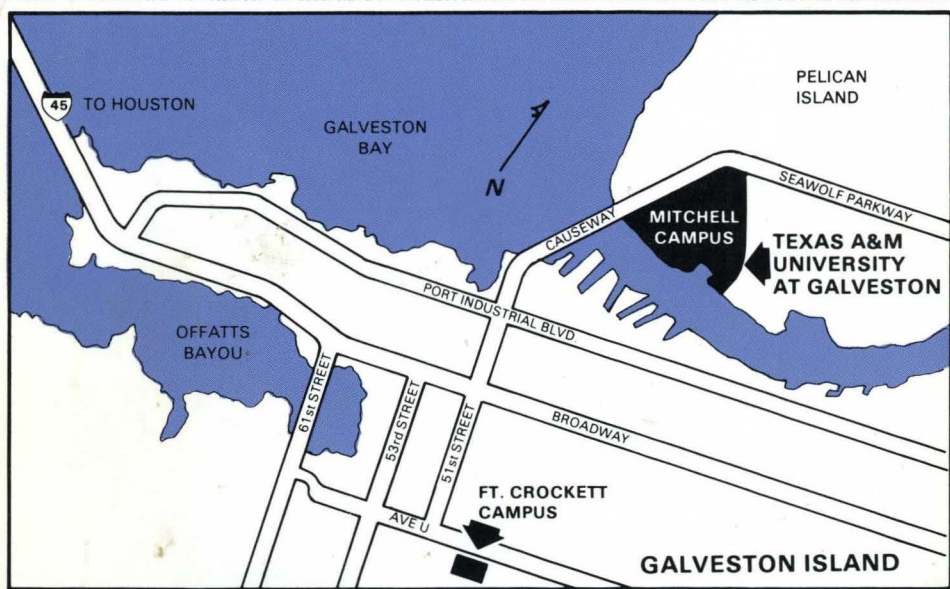 45 TO HOUSTON
GALVESTON
BAY
N
PELICAN
ISLAND
CAUSEWAY
SEAWOLF PARKWAY
MITCHELL
CAMPUS
TEXAS A&M
UNIVERSITY
AT GALVESTON
PORT INDUSTRIAL BLVD.
OFFATTS
BAYOU
61st STREET
53rd STREET
51st STREET
BROADWAY
FT. CROCKETT
CAMPUS
AVE U
GALVESTON ISLAND